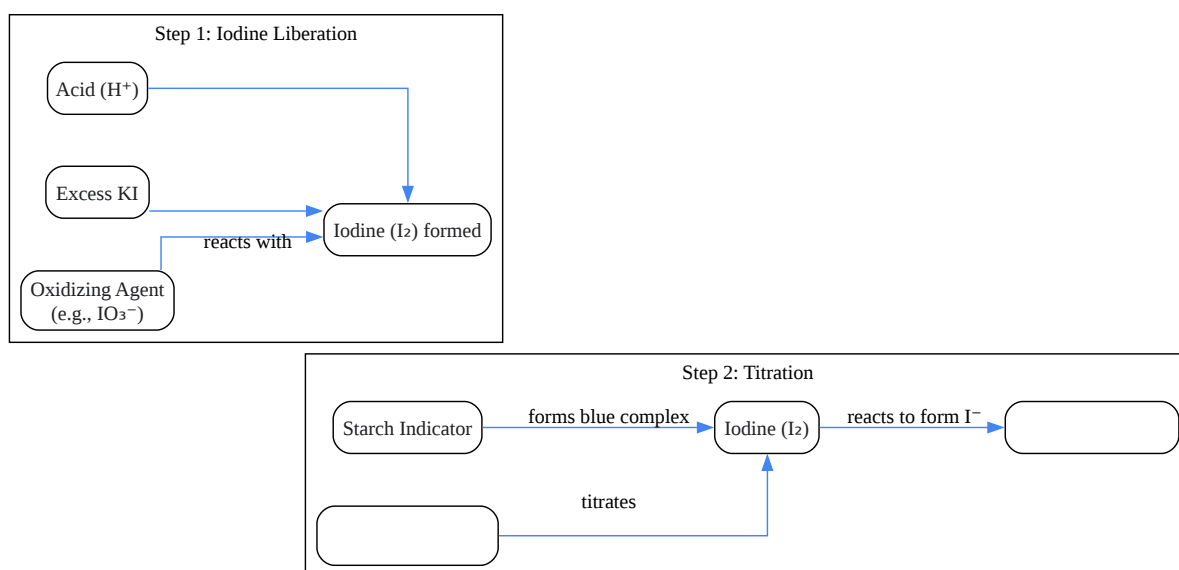 Step 1: Iodine Liberation
Acid (H⁺)
Excess KI
Iodine (I₂) formed
reacts with
Oxidizing Agent
(e.g., IO₃⁻)
Step 2: Titration
Starch Indicator
forms blue complex
Iodine (I₂)
reacts to form I⁻
titrates